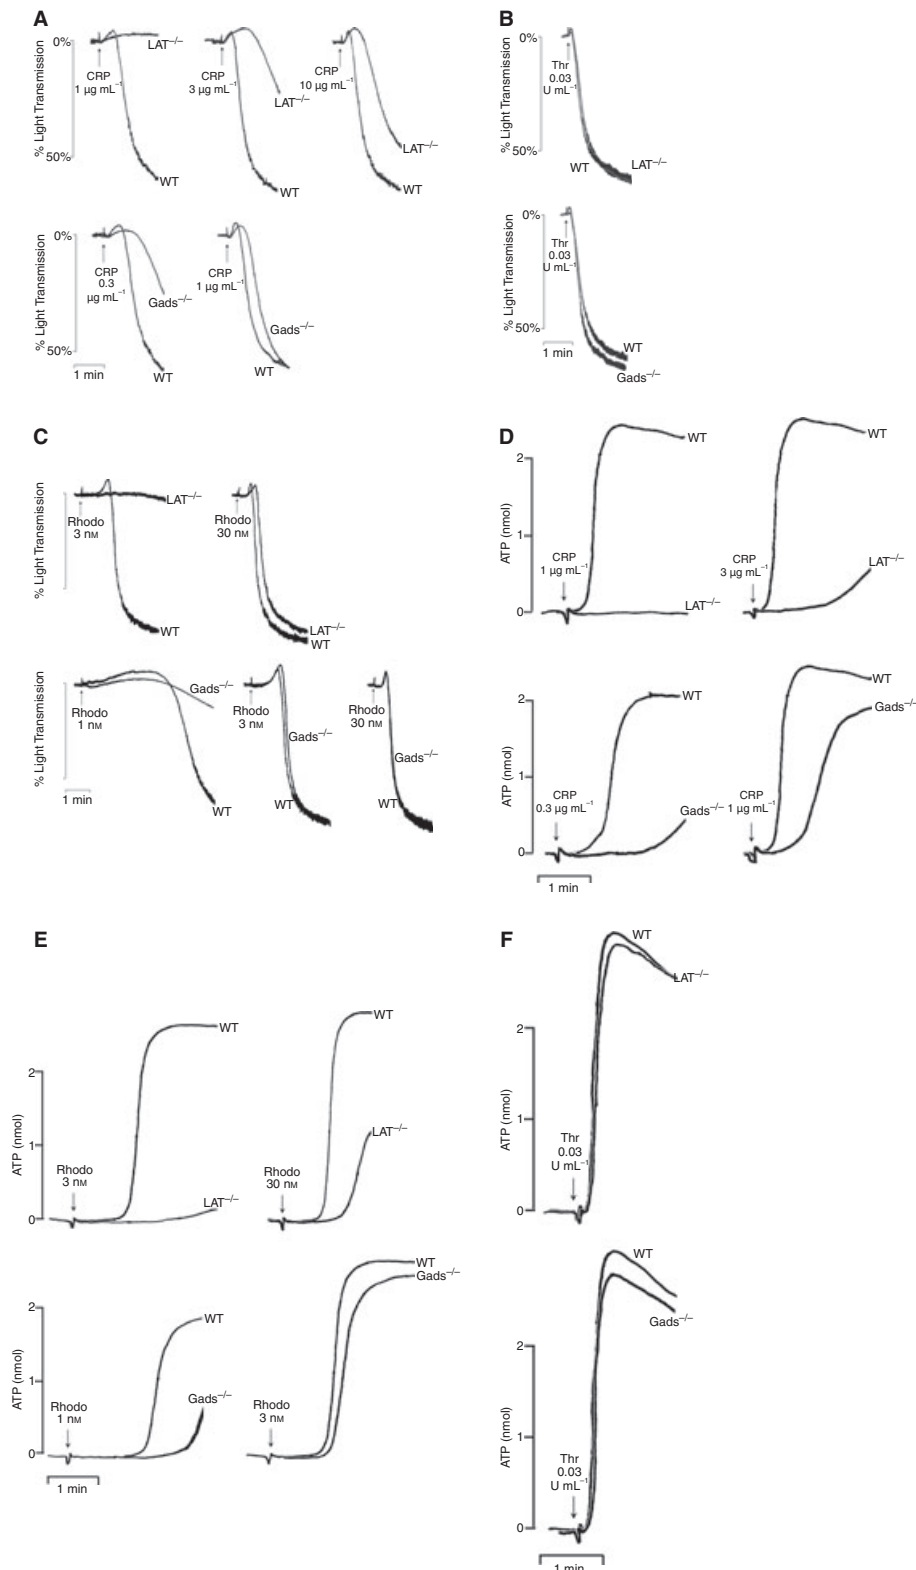 A
% Light Transmission
0%
50%
CRP
1 µg mL⁻¹
LAT⁻/⁻
WT
CRP
3 µg mL⁻¹
LAT⁻/⁻
WT
CRP
10 µg mL⁻¹
LAT⁻/⁻
WT
% Light Transmission
0%
50%
CRP
0.3
µg mL⁻¹
Gads⁻/⁻
WT
CRP
1 µg mL⁻¹
Gads⁻/⁻
WT
1 min
B
% Light Transmission
0%
50%
Thr
0.03
U mL⁻¹
WT
LAT⁻/⁻
% Light Transmission
0%
50%
Thr
0.03
U mL⁻¹
WT
Gads⁻/⁻
1 min
C
% Light Transmission
Rhodo
3 nM
LAT⁻/⁻
WT
Rhodo
30 nM
LAT⁻/⁻
WT
% Light Transmission
Rhodo
1 nM
Gads⁻/⁻
WT
Rhodo
3 nM
Gads⁻/⁻
WT
Rhodo
30 nM
Gads⁻/⁻
WT
1 min
D
ATP (nmol)
2
1
0
CRP
1 µg mL⁻¹
WT
LAT⁻/⁻
CRP
3 µg mL⁻¹
WT
LAT⁻/⁻
ATP (nmol)
2
1
0
CRP
0.3 µg mL⁻¹
WT
Gads⁻/⁻
CRP
1 µg mL⁻¹
WT
Gads⁻/⁻
1 min
E
ATP (nmol)
2
1
0
Rhodo
3 nM
WT
LAT⁻/⁻
Rhodo
30 nM
WT
LAT⁻/⁻
ATP (nmol)
2
1
0
Rhodo
1 nM
WT
Gads⁻/⁻
Rhodo
3 nM
WT
Gads⁻/⁻
1 min
F
ATP (nmol)
2
1
0
Thr
0.03
U mL⁻¹
WT
LAT⁻/⁻
ATP (nmol)
2
1
0
Thr
0.03
U mL⁻¹
WT
Gads⁻/⁻
1 min